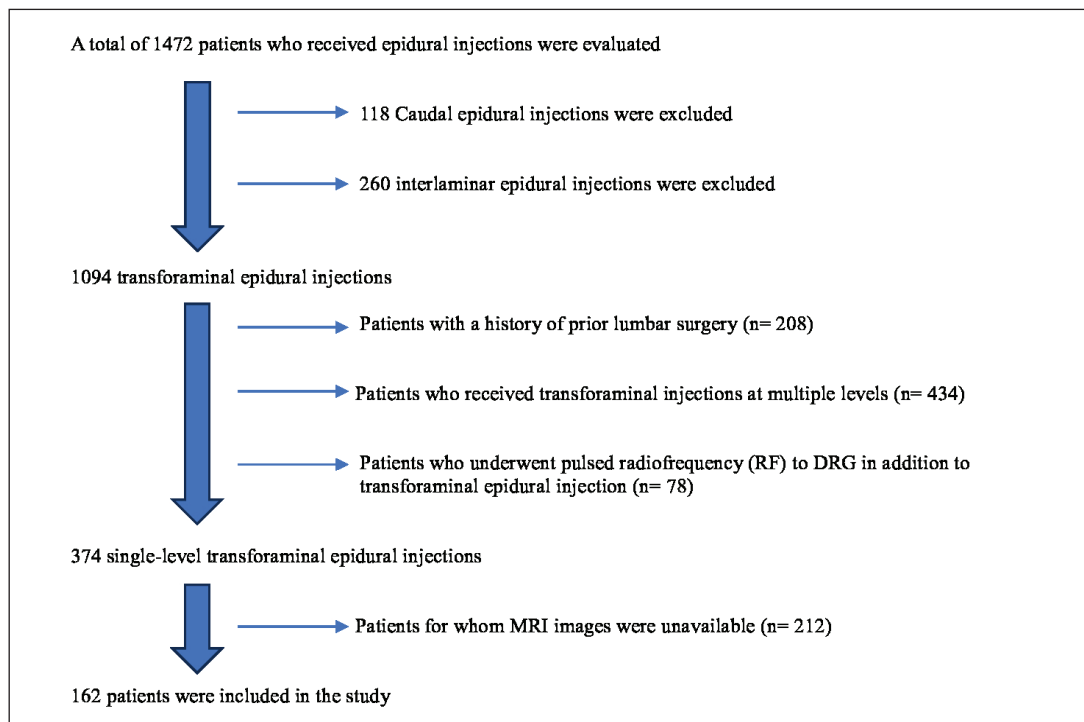 A total of 1472 patients who received epidural injections were evaluated
118 Caudal epidural injections were excluded
260 interlaminar epidural injections were excluded
1094 transforaminal epidural injections
Patients with a history of prior lumbar surgery (n= 208)
Patients who received transforaminal injections at multiple levels (n= 434)
Patients who underwent pulsed radiofrequency (RF) to DRG in addition to
transforaminal epidural injection (n= 78)
374 single-level transforaminal epidural injections
Patients for whom MRI images were unavailable (n= 212)
162 patients were included in the study